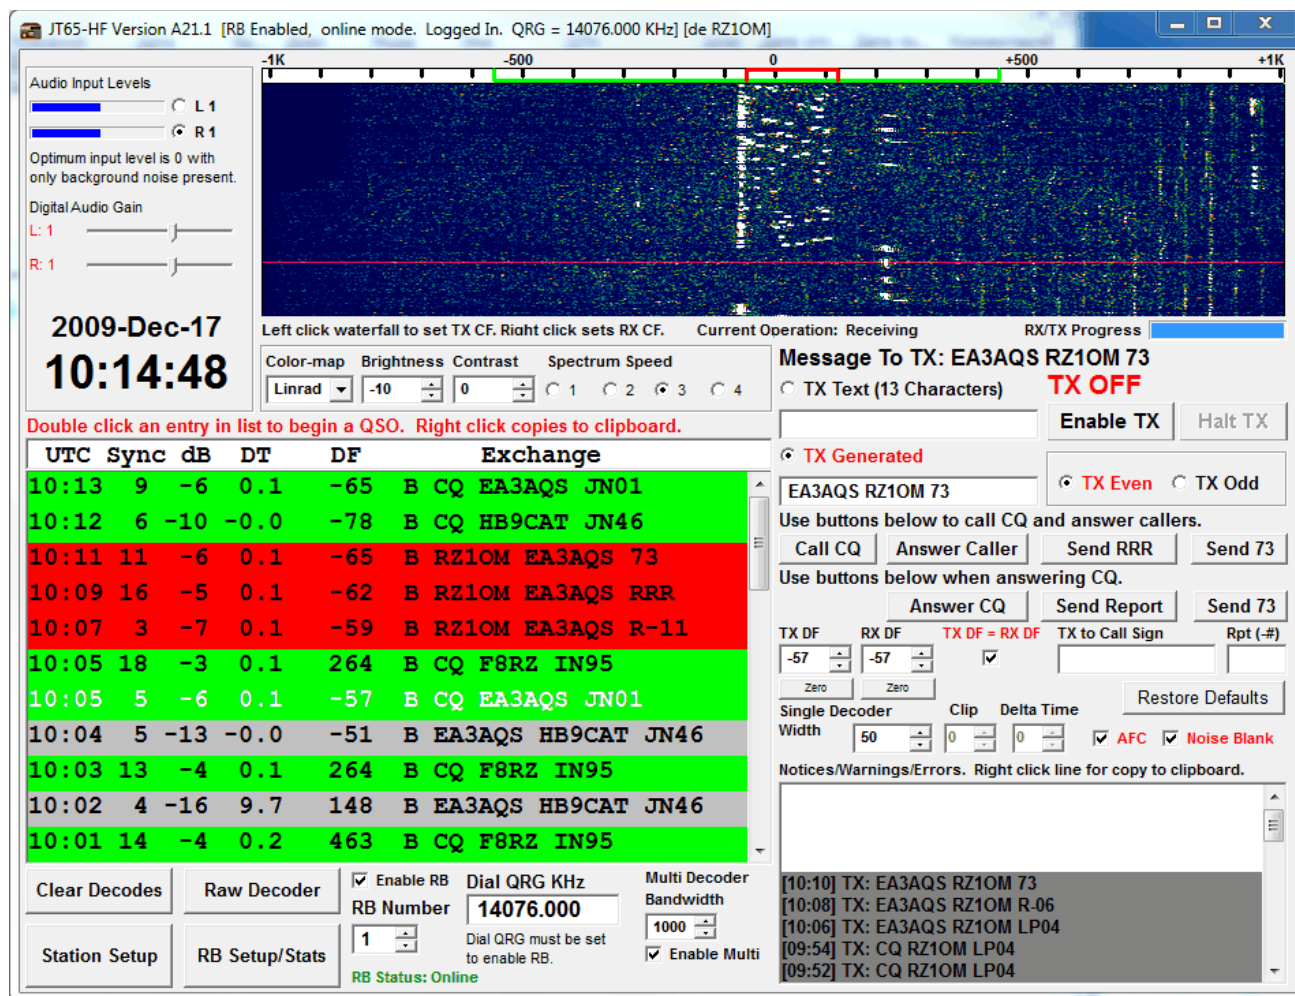 JT65-HF Version A21.1 [RB Enabled, online mode. Logged In. QRG = 14076.000 KHz] [de RZ1OM]
-1K -500 0 +500 +1K
Audio Input Levels
L 1
R 1
Optimum input level is 0 with
only background noise present.
Digital Audio Gain
L: 1
R: 1
2009-Dec-17
10:14:48
Left click waterfall to set TX CF. Right click sets RX CF. Current Operation: Receiving RX/TX Progress
Color-map Brightness Contrast Spectrum Speed
Linrad -10 0 1 2 3 4
Message To TX: EA3AQS RZ1OM 73
TX Text (13 Characters) TX OFF
Enable TX Halt TX
TX Generated
EA3AQS RZ1OM 73 TX Even TX Odd
Use buttons below to call CQ and answer callers.
Call CQ Answer Caller Send RRR Send 73
Use buttons below when answering CQ.
Answer CQ Send Report Send 73
TX DF RX DF TX DF = RX DF TX to Call Sign Rpt (-#)
-57 -57
Zero Zero
Restore Defaults
Single Decoder Clip Delta Time
Width 50 0 0 AFC Noise Blank
Notices/Warnings/Errors. Right click line for copy to clipboard.
[10:10] TX: EA3AQS RZ1OM 73
[10:08] TX: EA3AQS RZ1OM R-06
[10:06] TX: EA3AQS RZ1OM LP04
[09:54] TX: CQ RZ1OM LP04
[09:52] TX: CQ RZ1OM LP04
Double click an entry in list to begin a QSO. Right click copies to clipboard.
UTC Sync dB DT DF Exchange
10:13 9 -6 0.1 -65 B CQ EA3AQS JN01
10:12 6 -10 -0.0 -78 B CQ HB9CAT JN46
10:11 11 -6 0.1 -65 B RZ1OM EA3AQS 73
10:09 16 -5 0.1 -62 B RZ1OM EA3AQS RRR
10:07 3 -7 0.1 -59 B RZ1OM EA3AQS R-11
10:05 18 -3 0.1 264 B CQ F8RZ IN95
10:05 5 -6 0.1 -57 B CQ EA3AQS JN01
10:04 5 -13 -0.0 -51 B EA3AQS HB9CAT JN46
10:03 13 -4 0.1 264 B CQ F8RZ IN95
10:02 4 -16 9.7 148 B EA3AQS HB9CAT JN46
10:01 14 -4 0.2 463 B CQ F8RZ IN95
Clear Decodes Raw Decoder
Station Setup RB Setup/Stats
Enable RB Dial QRG KHz
RB Number 14076.000
1 Dial QRG must be set
to enable RB.
RB Status: Online
Multi Decoder
Bandwidth
1000
Enable Multi